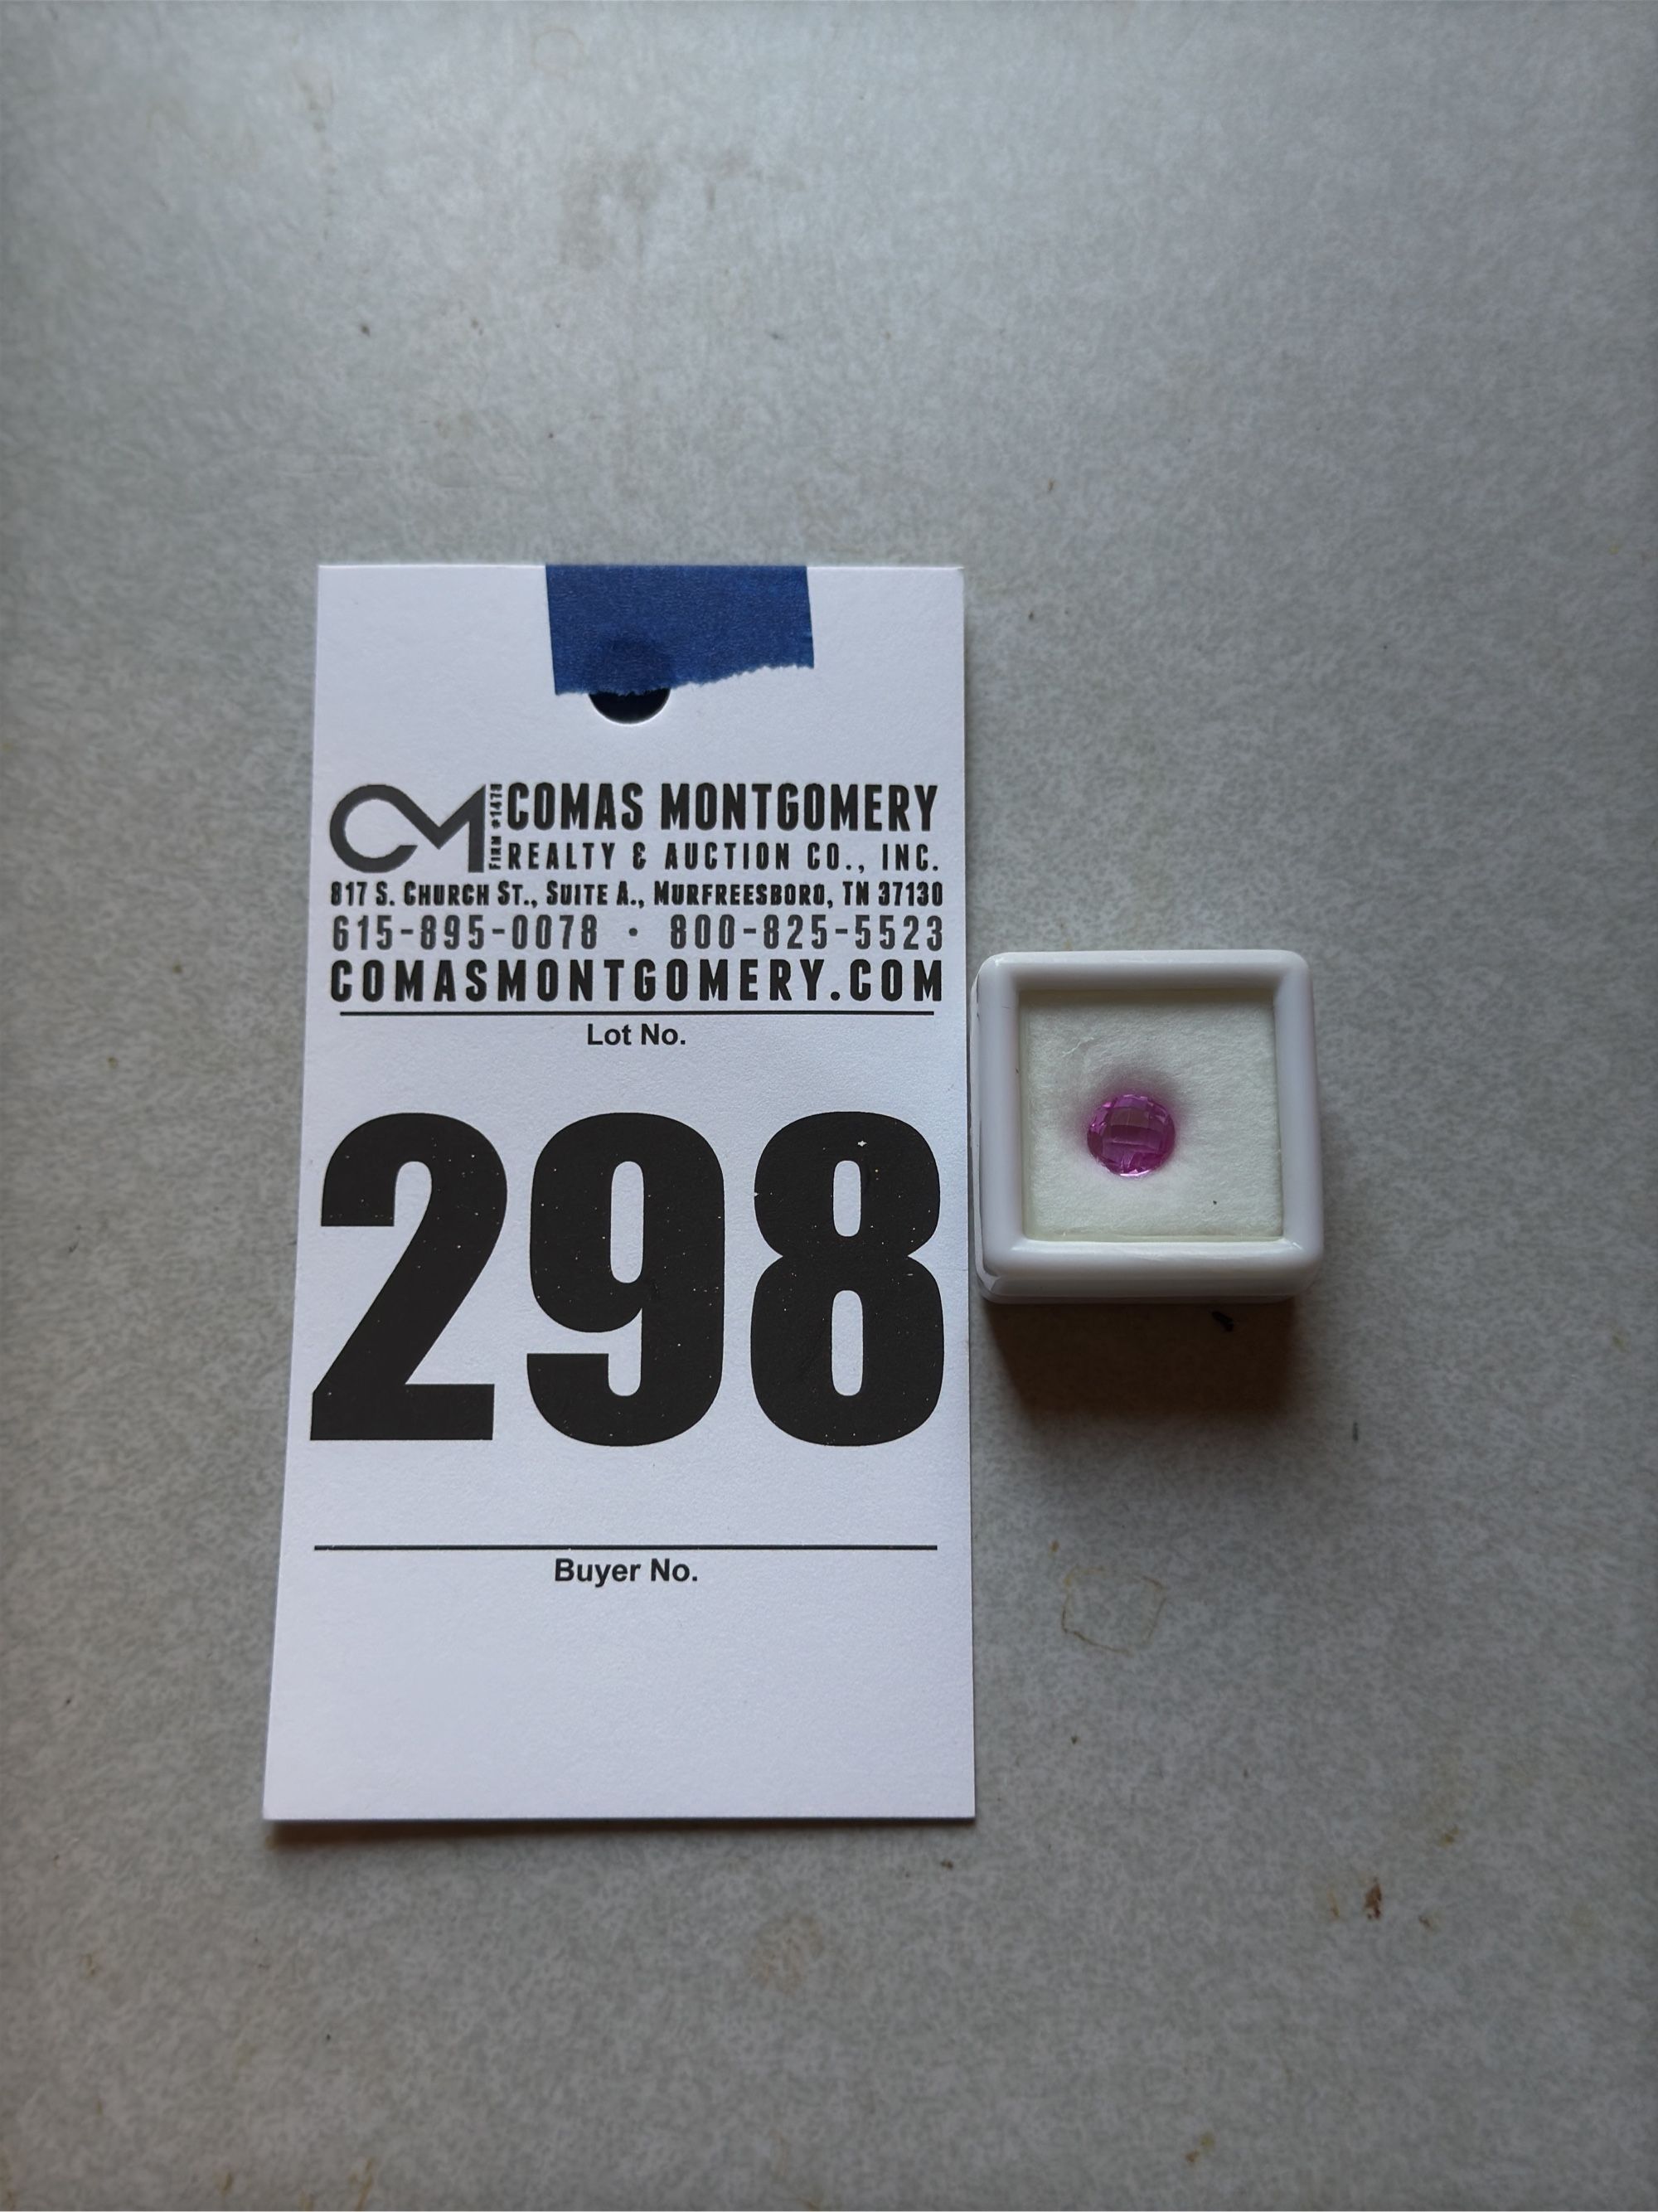 CM FIRM #1478 COMAS MONTGOMERY
REALTY & AUCTION CO., INC.
817 S. CHURCH ST., SUITE A., MURFREESBORO, TN 37130
615-895-0078 · 800-825-5523
COMASMONTGOMERY.COM
Lot No.
298
Buyer No.